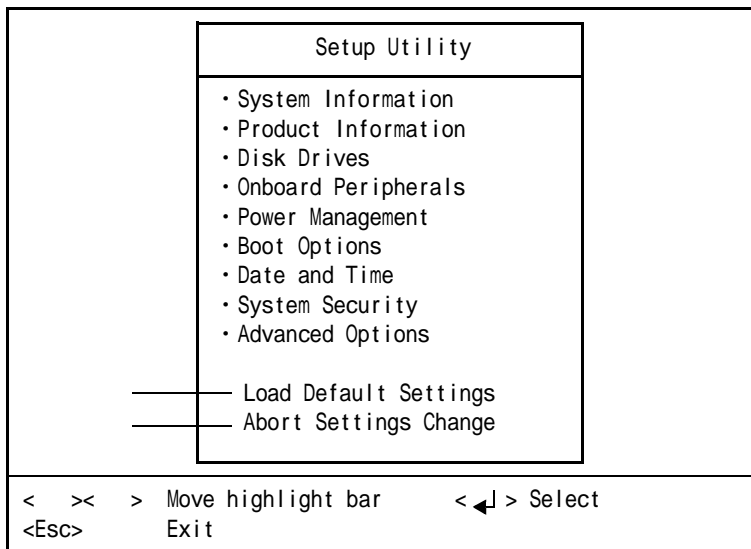 Setup Utility
・System Information
・Product Information
・Disk Drives
・Onboard Peripherals
・Power Management
・Boot Options
・Date and Time
・System Security
・Advanced Options
Load Default Settings
Abort Settings Change
< >< > Move highlight bar <↲> Select
<Esc> Exit